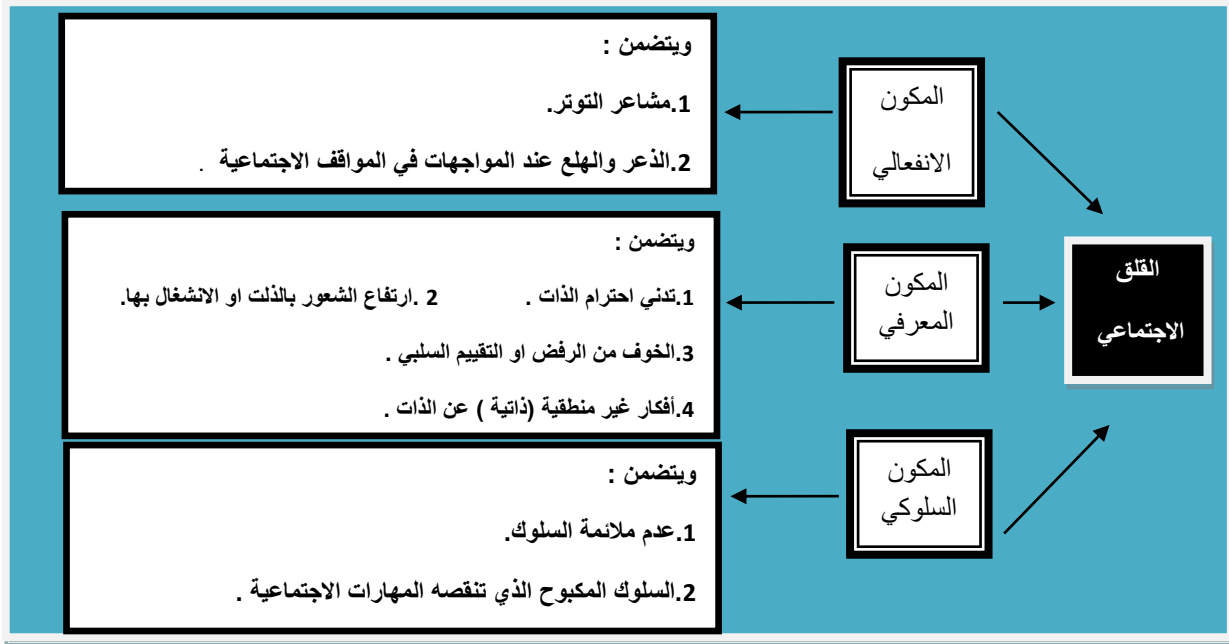 القلق
الاجتماعي
المكون
الانفعالي
ويتضمن :
1.مشاعر التوتر.
2.الذعر والهلع عند المواجهات في المواقف الاجتماعية .
المكون
المعرفي
ويتضمن :
1.تدني احترام الذات . 2 .ارتفاع الشعور بالذلت او الانشغال بها.
3.الخوف من الرفض او التقييم السلبي .
4.أفكار غير منطقية (ذاتية ) عن الذات .
المكون
السلوكي
ويتضمن :
1.عدم ملائمة السلوك.
2.السلوك المكبوح الذي تنقصه المهارات الاجتماعية .